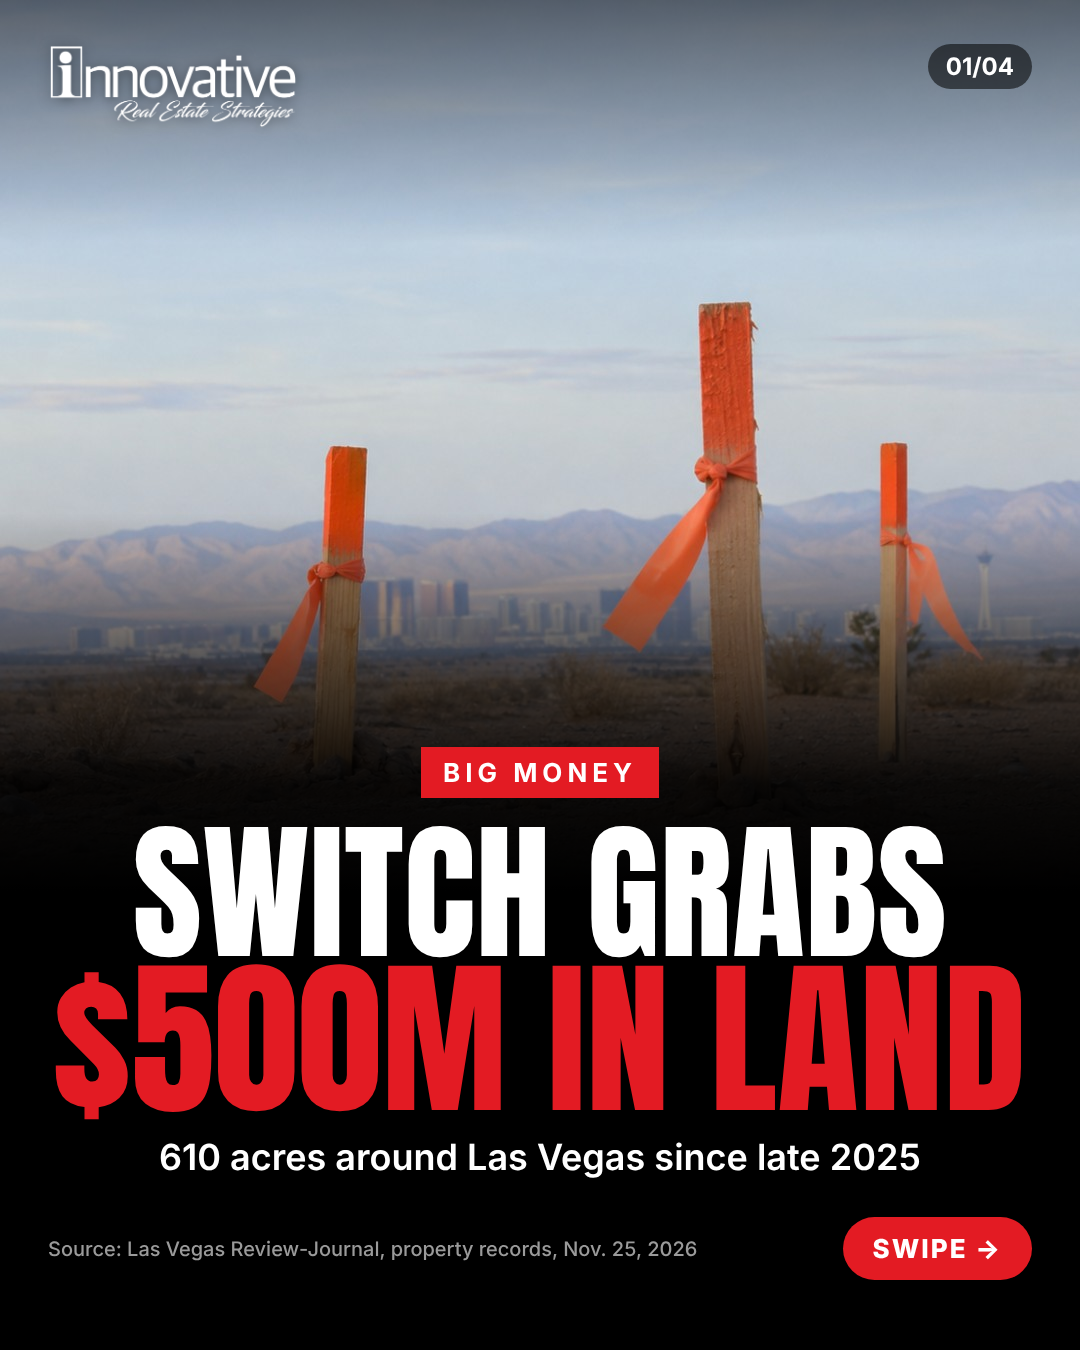 innovative
Real Estate Strategies
01/04
BIG MONEY
SWITCH GRABS
$500M IN LAND
610 acres around Las Vegas since late 2025
Source: Las Vegas Review-Journal, property records, Nov. 25, 2026
SWIPE →